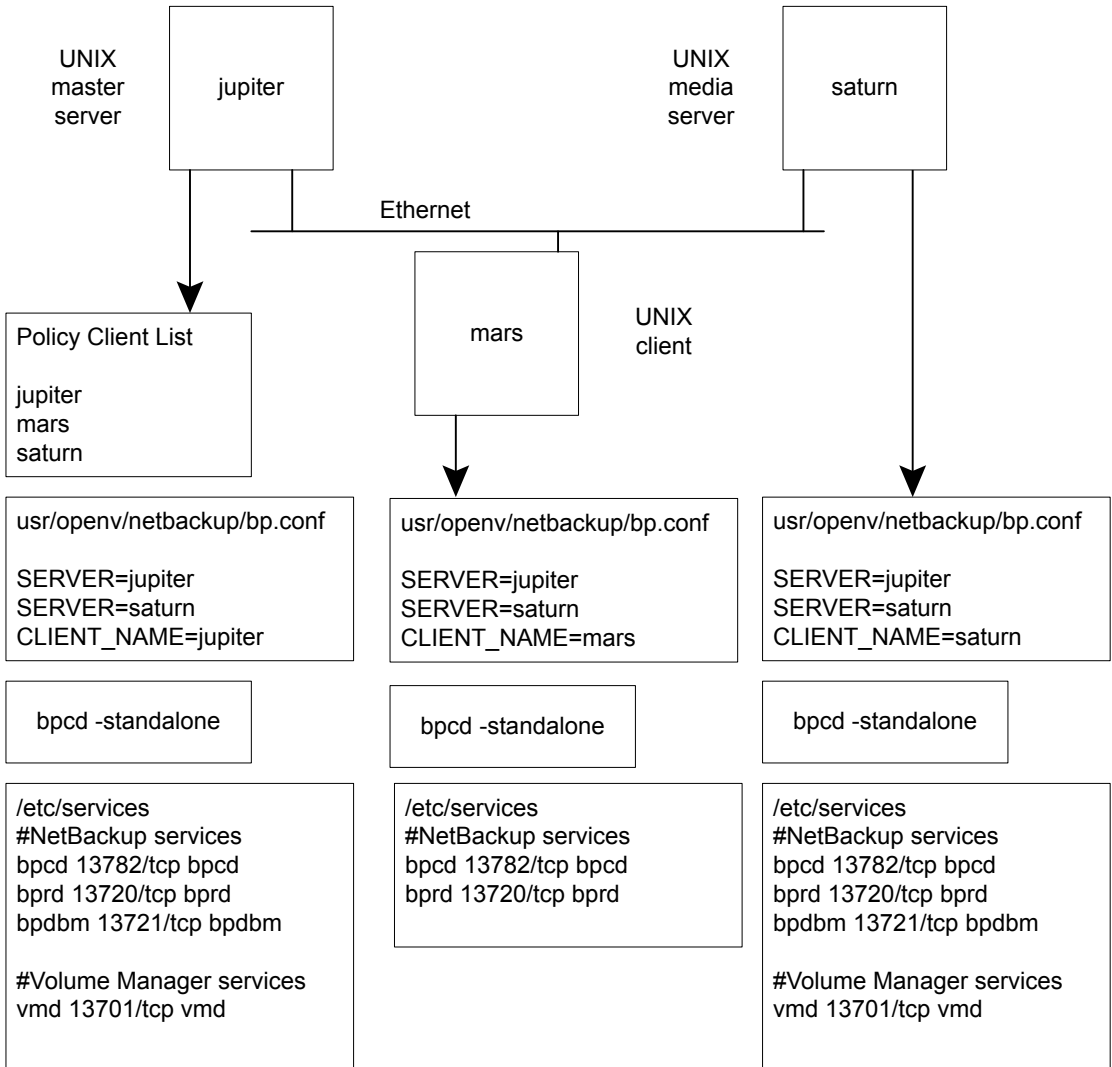 UNIX
master
server
jupiter
UNIX
media
server
saturn
Ethernet
mars
UNIX
client
Policy Client List
jupiter
mars
saturn
usr/openv/netbackup/bp.conf
SERVER=jupiter
SERVER=saturn
CLIENT_NAME=jupiter
usr/openv/netbackup/bp.conf
SERVER=jupiter
SERVER=saturn
CLIENT_NAME=mars
usr/openv/netbackup/bp.conf
SERVER=jupiter
SERVER=saturn
CLIENT_NAME=saturn
bpcd -standalone
bpcd -standalone
bpcd -standalone
/etc/services
#NetBackup services
bpcd 13782/tcp bpcd
bprd 13720/tcp bprd
bpdbm 13721/tcp bpdbm
#Volume Manager services
vmd 13701/tcp vmd
/etc/services
#NetBackup services
bpcd 13782/tcp bpcd
bprd 13720/tcp bprd
/etc/services
#NetBackup services
bpcd 13782/tcp bpcd
bprd 13720/tcp bprd
bpdbm 13721/tcp bpdbm
#Volume Manager services
vmd 13701/tcp vmd